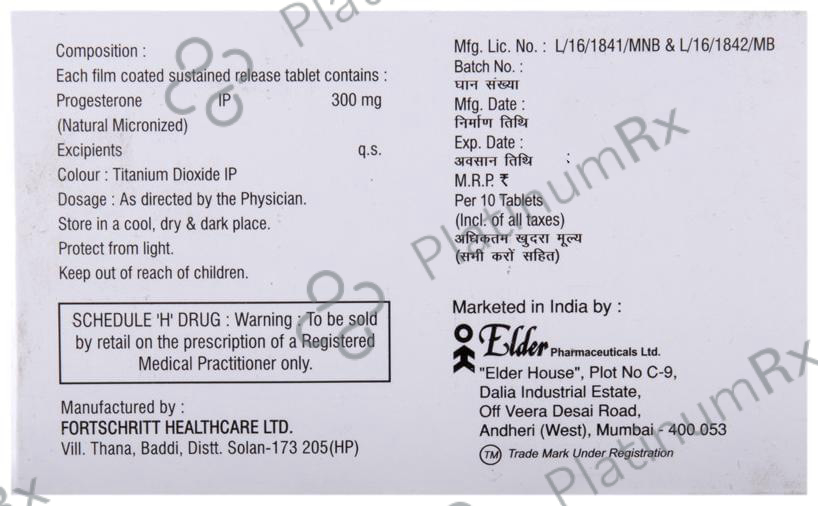 Composition :
Each film coated sustained release tablet contains :
Progesterone IP 300 mg
(Natural Micronized)
Excipients q.s.
Colour : Titanium Dioxide IP
Dosage : As directed by the Physician.
Store in a cool, dry & dark place.
Protect from light.
Keep out of reach of children.
SCHEDULE 'H' DRUG : Warning : To be sold
by retail on the prescription of a Registered
Medical Practitioner only.
Manufactured by :
FORTSCHRITT HEALTHCARE LTD.
Vill. Thana, Baddi, Distt. Solan-173 205(HP)
Mfg. Lic. No. : L/16/1841/MNB & L/16/1842/MB
Batch No. :
घान संख्या
Mfg. Date :
निर्माण तिथि
Exp. Date :
अवसान तिथि :
M.R.P. ₹
Per 10 Tablets
(Incl. of all taxes)
अधिकतम खुदरा मूल्य
(सभी करों सहित)
Marketed in India by :
Elder Pharmaceuticals Ltd.
"Elder House", Plot No C-9,
Dalia Industrial Estate,
Off Veera Desai Road,
Andheri (West), Mumbai - 400 053
TM Trade Mark Under Registration
PlatinumRx
PlatinumRx
PlatinumRx
Rx